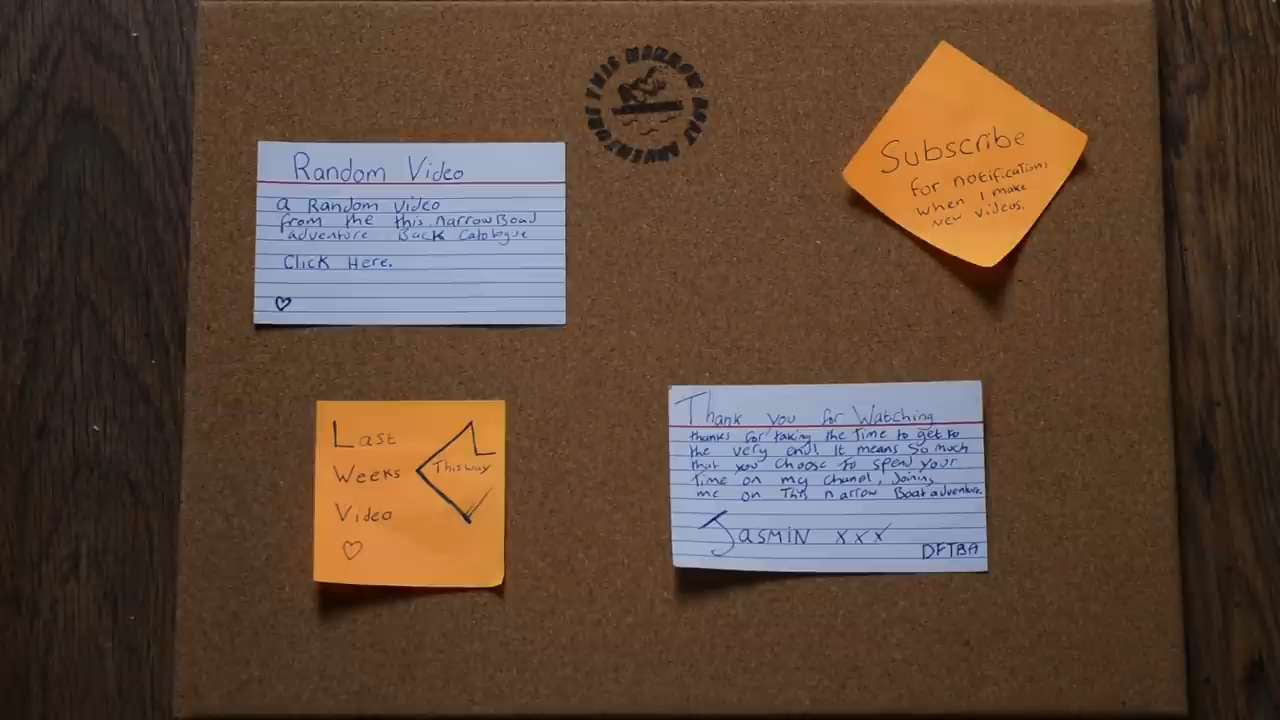 THIS NARROW-BOAT ADVENTURE
Random Video
a Random video
from the this narrowBoad
adventure Back Catologue
Click Here.
Subscribe
for notifications
when I make
new videos.
Last
Weeks
Video
This way
Thank you for Watching
thanks for taking the Time to get to
the very end! It means So much
that you choose to spend your
Time on my Chanel, Joining
me on This narrow Boat adventure.
Jasmin xxx
DFTBA